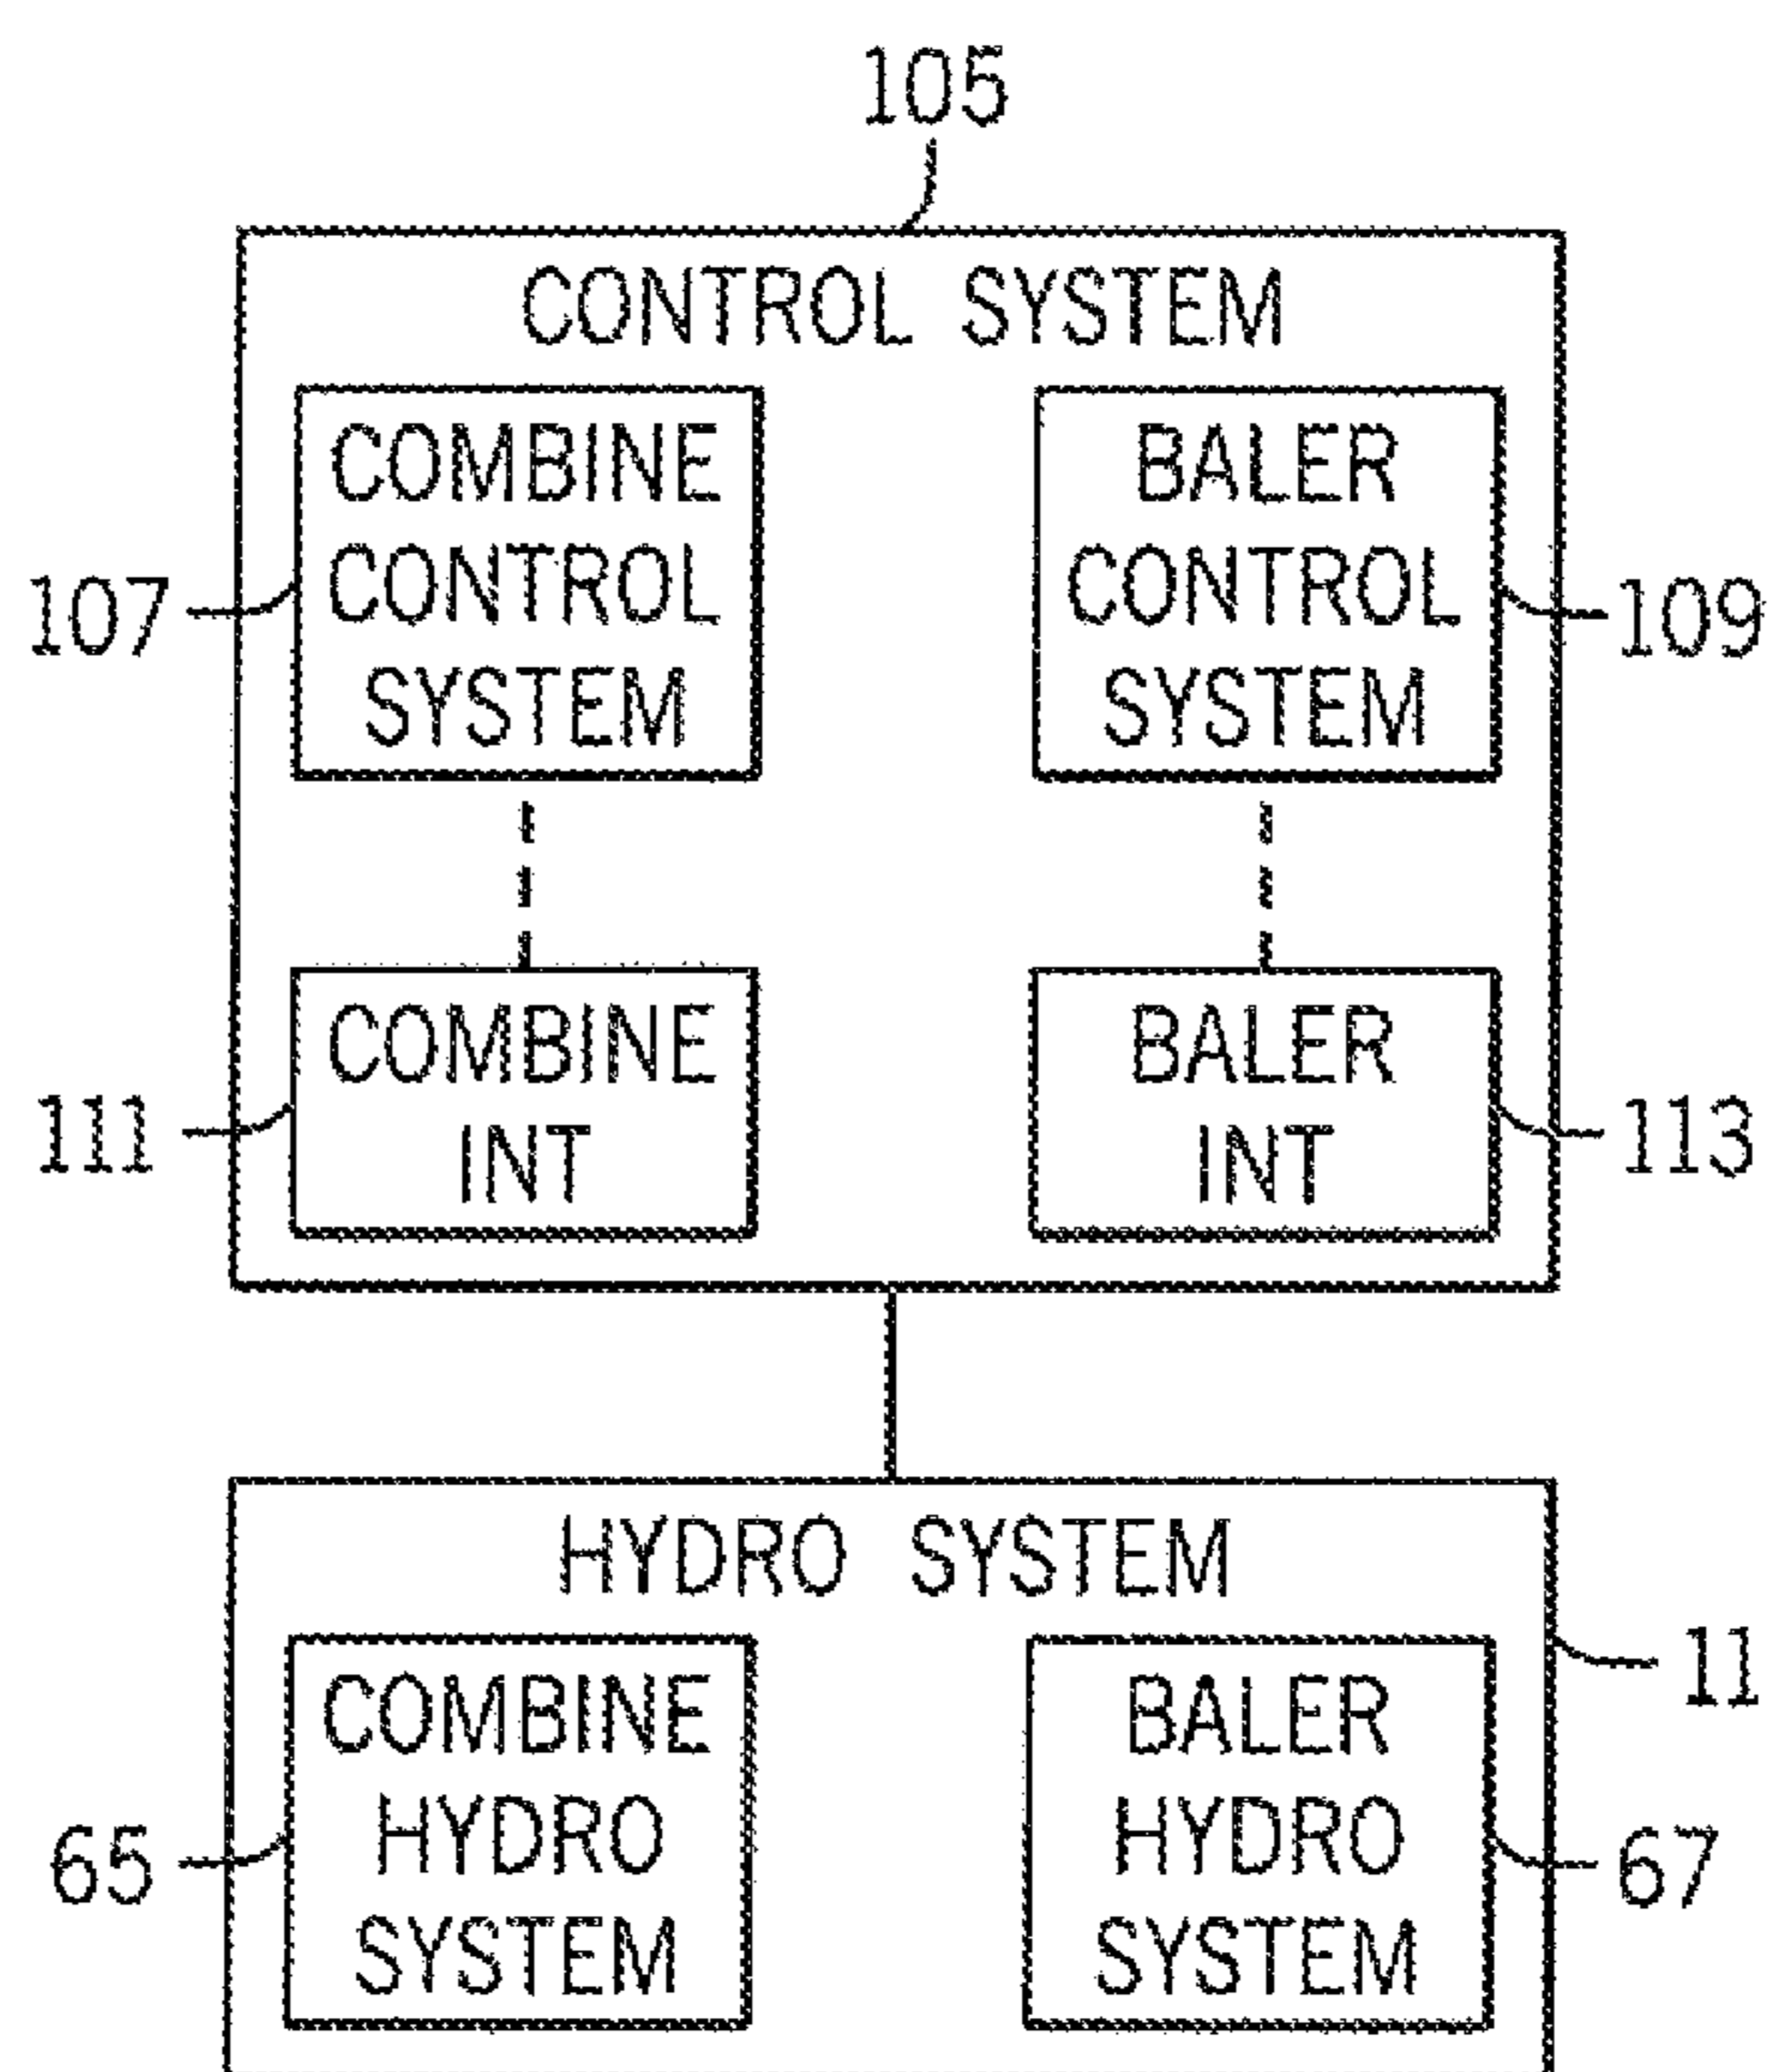 105
CONTROL SYSTEM
COMBINE
CONTROL
SYSTEM
BALER
CONTROL
SYSTEM
107
109
COMBINE
INT
BALER
INT
111
113
HYDRO SYSTEM
11
COMBINE
HYDRO
SYSTEM
BALER
HYDRO
SYSTEM
65
67